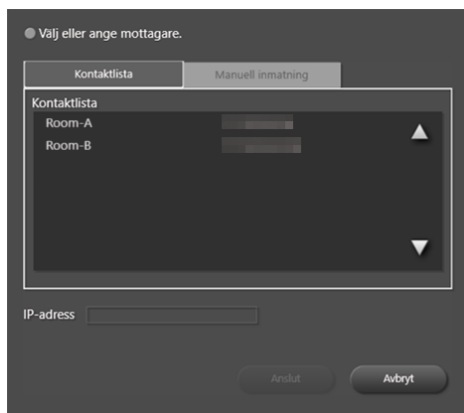 Välj eller ange mottagare.
Kontaktlista Manuell inmatning
Kontaktlista
Room-A
Room-B
IP-adress
Anslut Avbryt